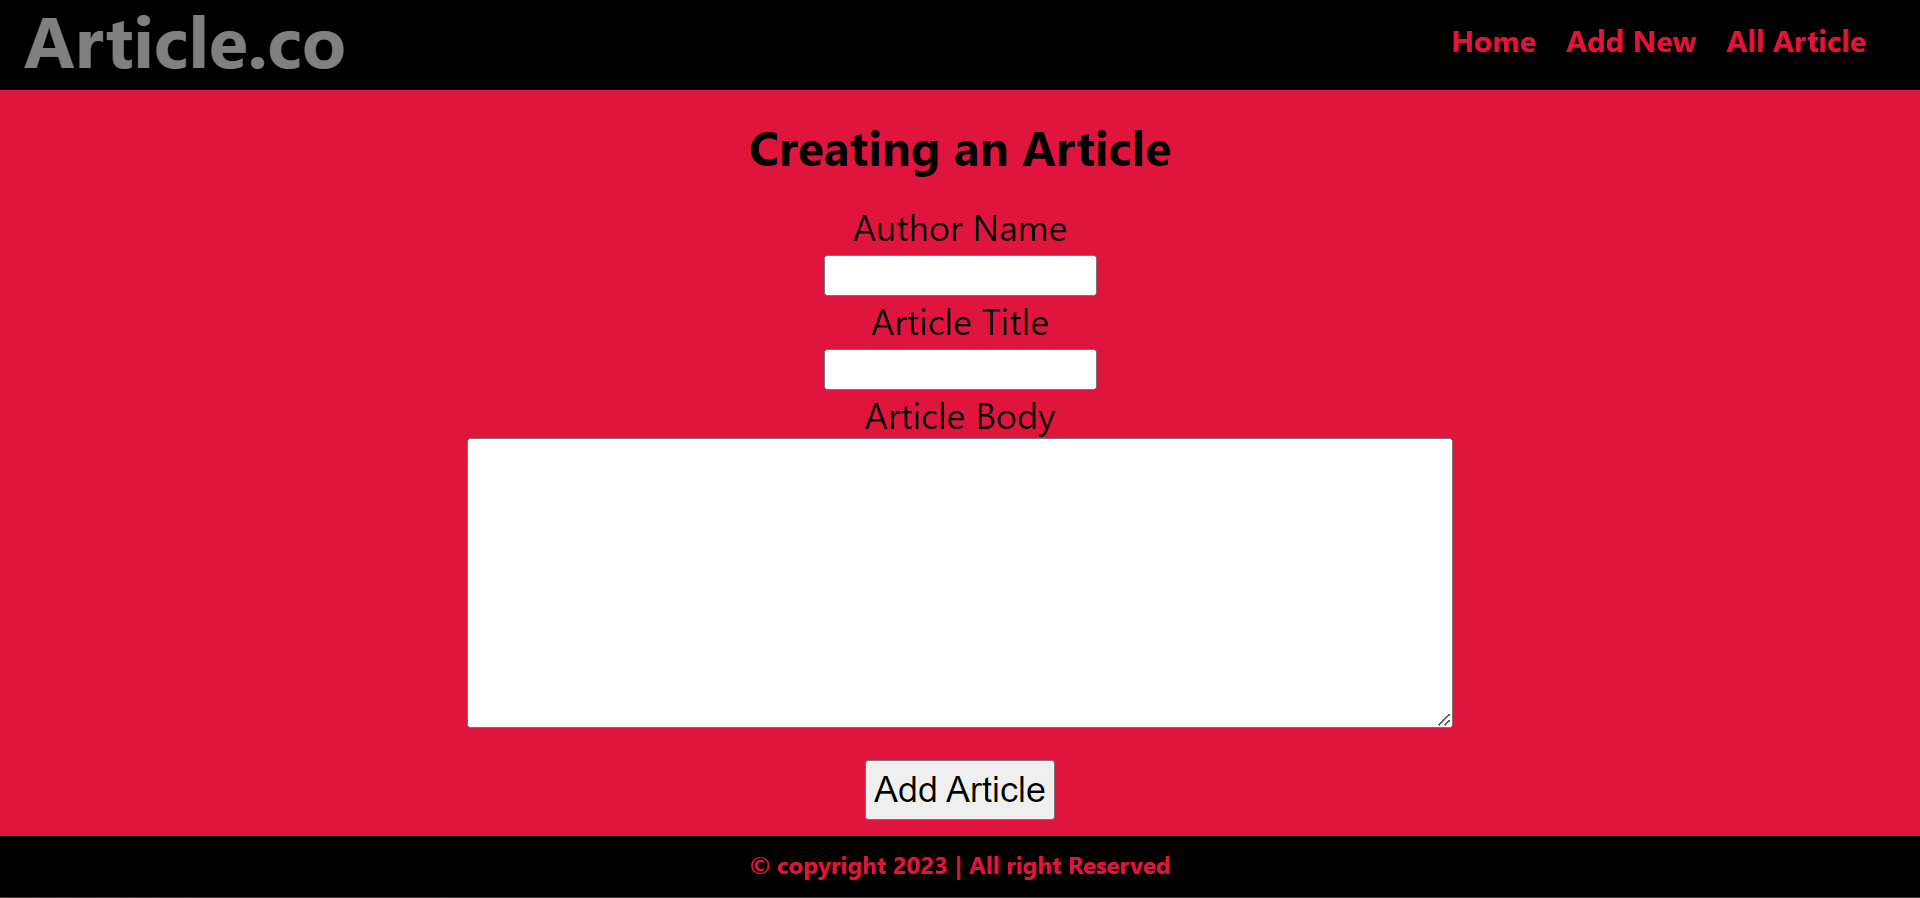 Article.co
Home Add New All Article
Creating an Article
Author Name
Article Title
Article Body
Add Article
© copyright 2023 | All right Reserved